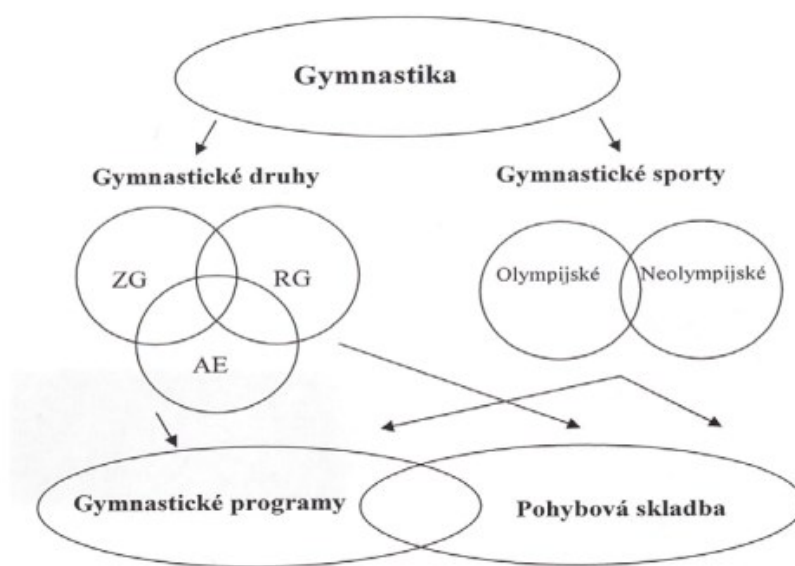 Gymnastika
Gymnastické druhy
Gymnastické sporty
ZG
RG
AE
Olympijské
Neolympijské
Gymnastické programy
Pohybová skladba